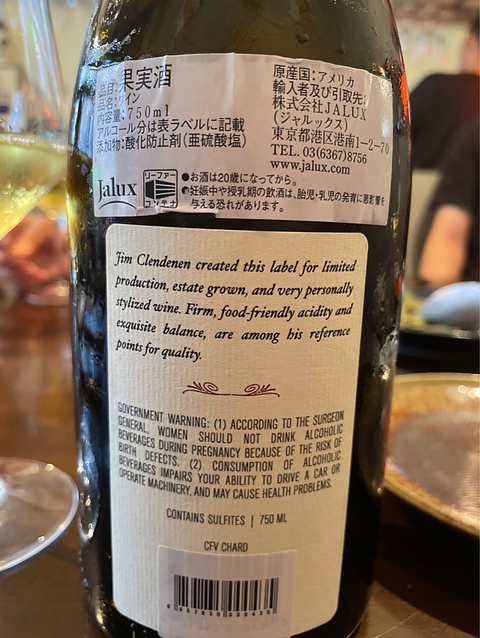 品目:果実酒
品名:ワイン
内容量:750ml
アルコール分は表ラベルに記載
添加物:酸化防止剤(亜硫酸塩)
原産国:アメリカ
輸入者及び引取先:
株式会社JALUX
(ジャルックス)
東京都港区港南1-2-70
TEL. 03(6367)8756
www.jalux.com
Jalux
リーファー
コンテナ
●お酒は20歳になってから。
●妊娠中や授乳期の飲酒は、胎児・乳児の発育に悪影響を
与える恐れがあります。
Jim Clendenen created this label for limited
production, estate grown, and very personally
stylized wine. Firm, food-friendly acidity and
exquisite balance, are among his reference
points for quality.
GOVERNMENT WARNING: (1) ACCORDING TO THE SURGEON
GENERAL, WOMEN SHOULD NOT DRINK ALCOHOLIC
BEVERAGES DURING PREGNANCY BECAUSE OF THE RISK OF
BIRTH DEFECTS. (2) CONSUMPTION OF ALCOHOLIC
BEVERAGES IMPAIRS YOUR ABILITY TO DRIVE A CAR OR
OPERATE MACHINERY, AND MAY CAUSE HEALTH PROBLEMS.
CONTAINS SULFITES | 750 ML
CFV CHARD